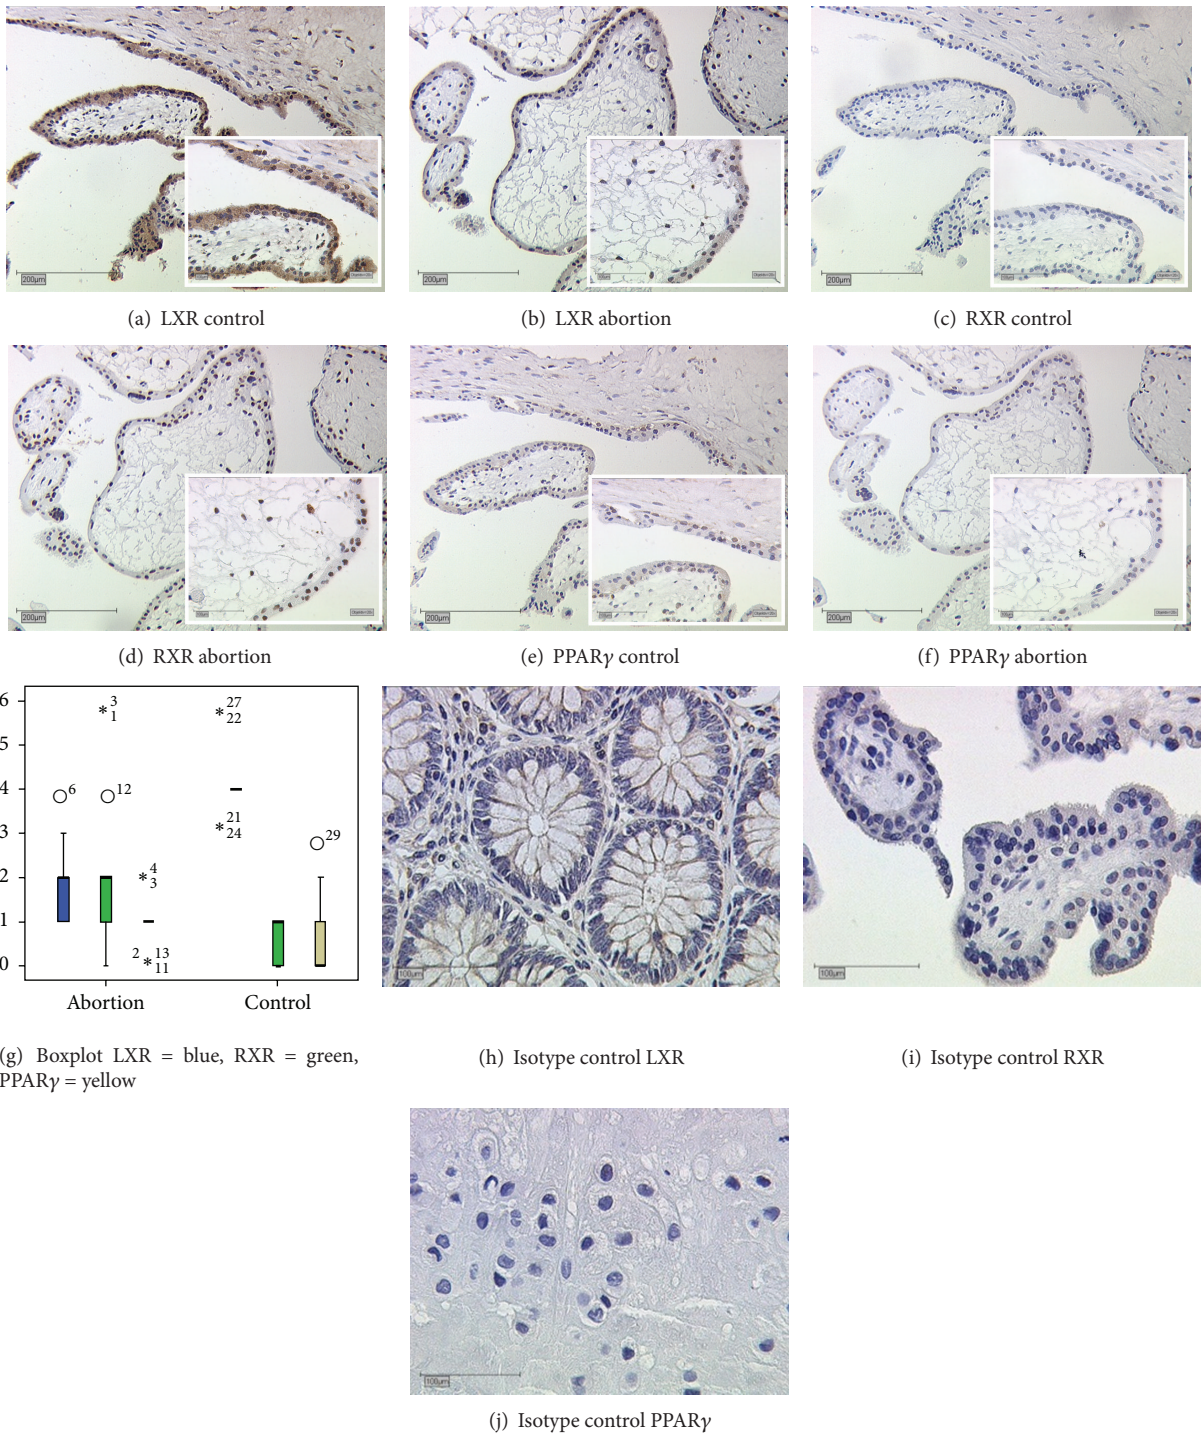 200μm
(a) LXR control
200μm
(b) LXR abortion
200μm
(c) RXR control
200μm
(d) RXR abortion
200μm
(e) PPARγ control
200μm
(f) PPARγ abortion
6
5
4
3
2
1
0
*3 1
6
12
*4 3
2 *13 11
*27 22
*21 24
29
Abortion
Control
(g) Boxplot LXR = blue, RXR = green,
PPARγ = yellow
100μm
(h) Isotype control LXR
100μm
(i) Isotype control RXR
100μm
(j) Isotype control PPARγ